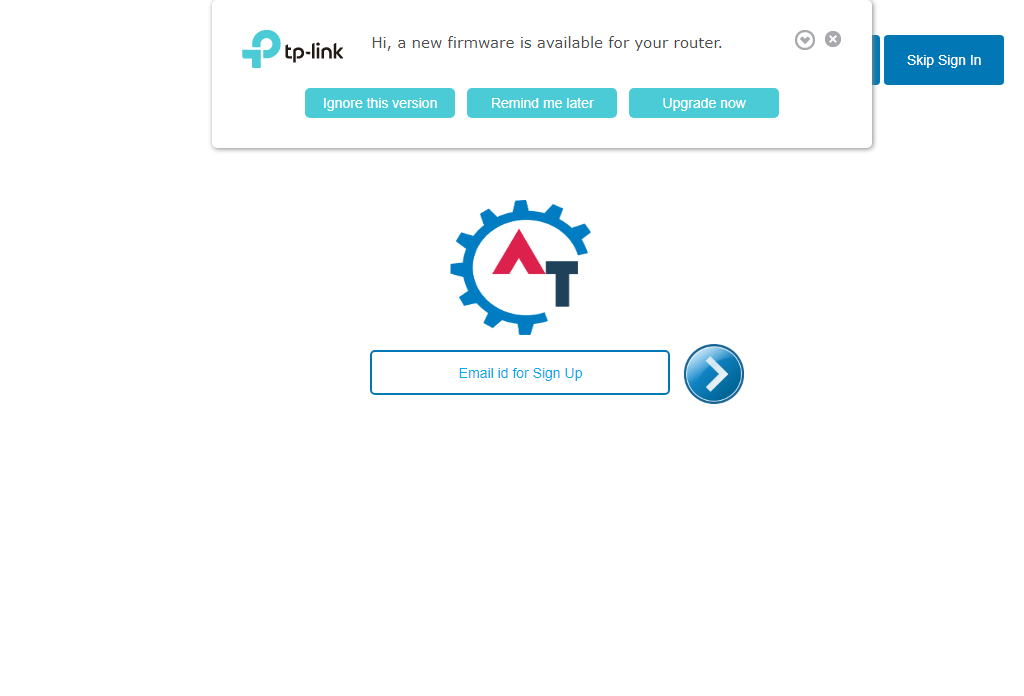 tp-link
Hi, a new firmware is available for your router.
Skip Sign In
Ignore this version
Remind me later
Upgrade now
AT
Email id for Sign Up